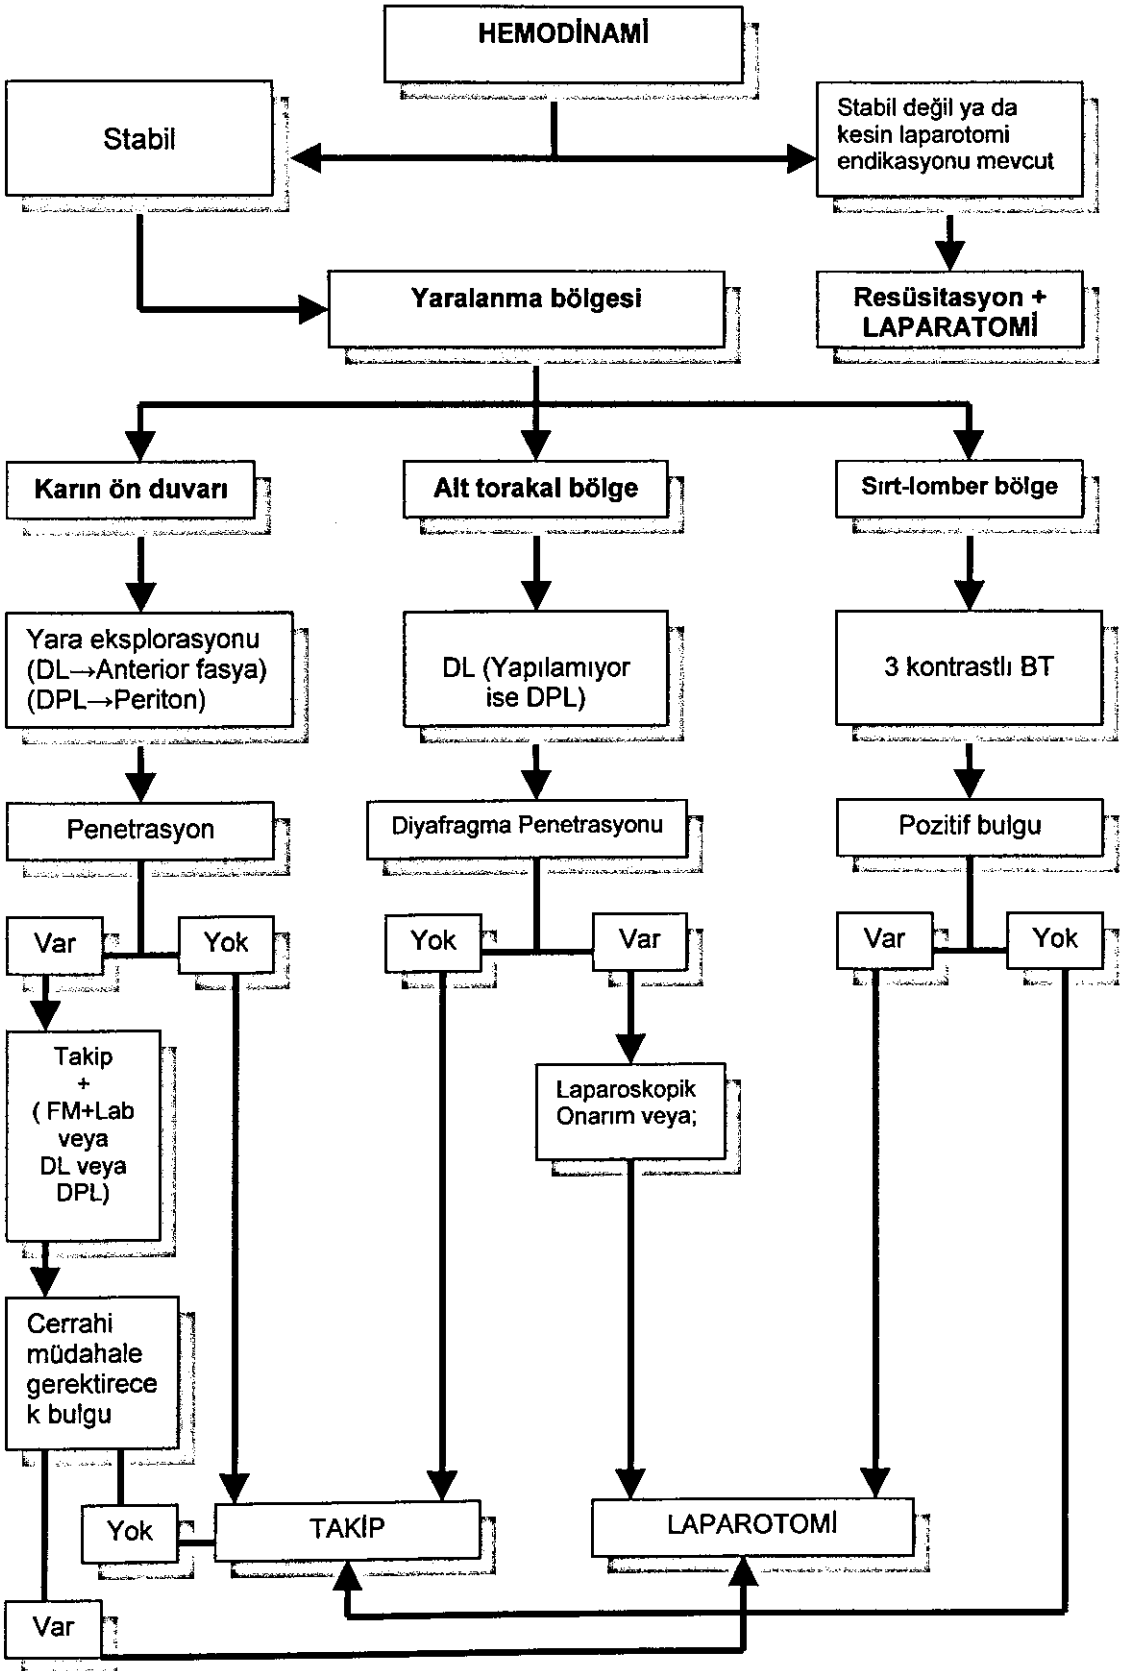 HEMODİNAMİ
Stabil
Stabil değil ya da
kesin laparotomi
endikasyonu mevcut
Yaralanma bölgesi
Resüsitasyon +
LAPARATOMİ
Karın ön duvarı
Alt torakal bölge
Sırt-lomber bölge
Yara eksplorasyonu
(DL→Anterior fasya)
(DPL→Periton)
DL (Yapılamıyor
ise DPL)
3 kontrastlı BT
Penetrasyon
Diyafragma Penetrasyonu
Pozitif bulgu
Var
Yok
Yok
Var
Var
Yok
Takip
+
( FM+Lab
veya
DL veya
DPL)
Laparoskopik
Onarım veya;
Cerrahi
müdahale
gerektirece
k bulgu
Yok
TAKİP
LAPAROTOMİ
Var